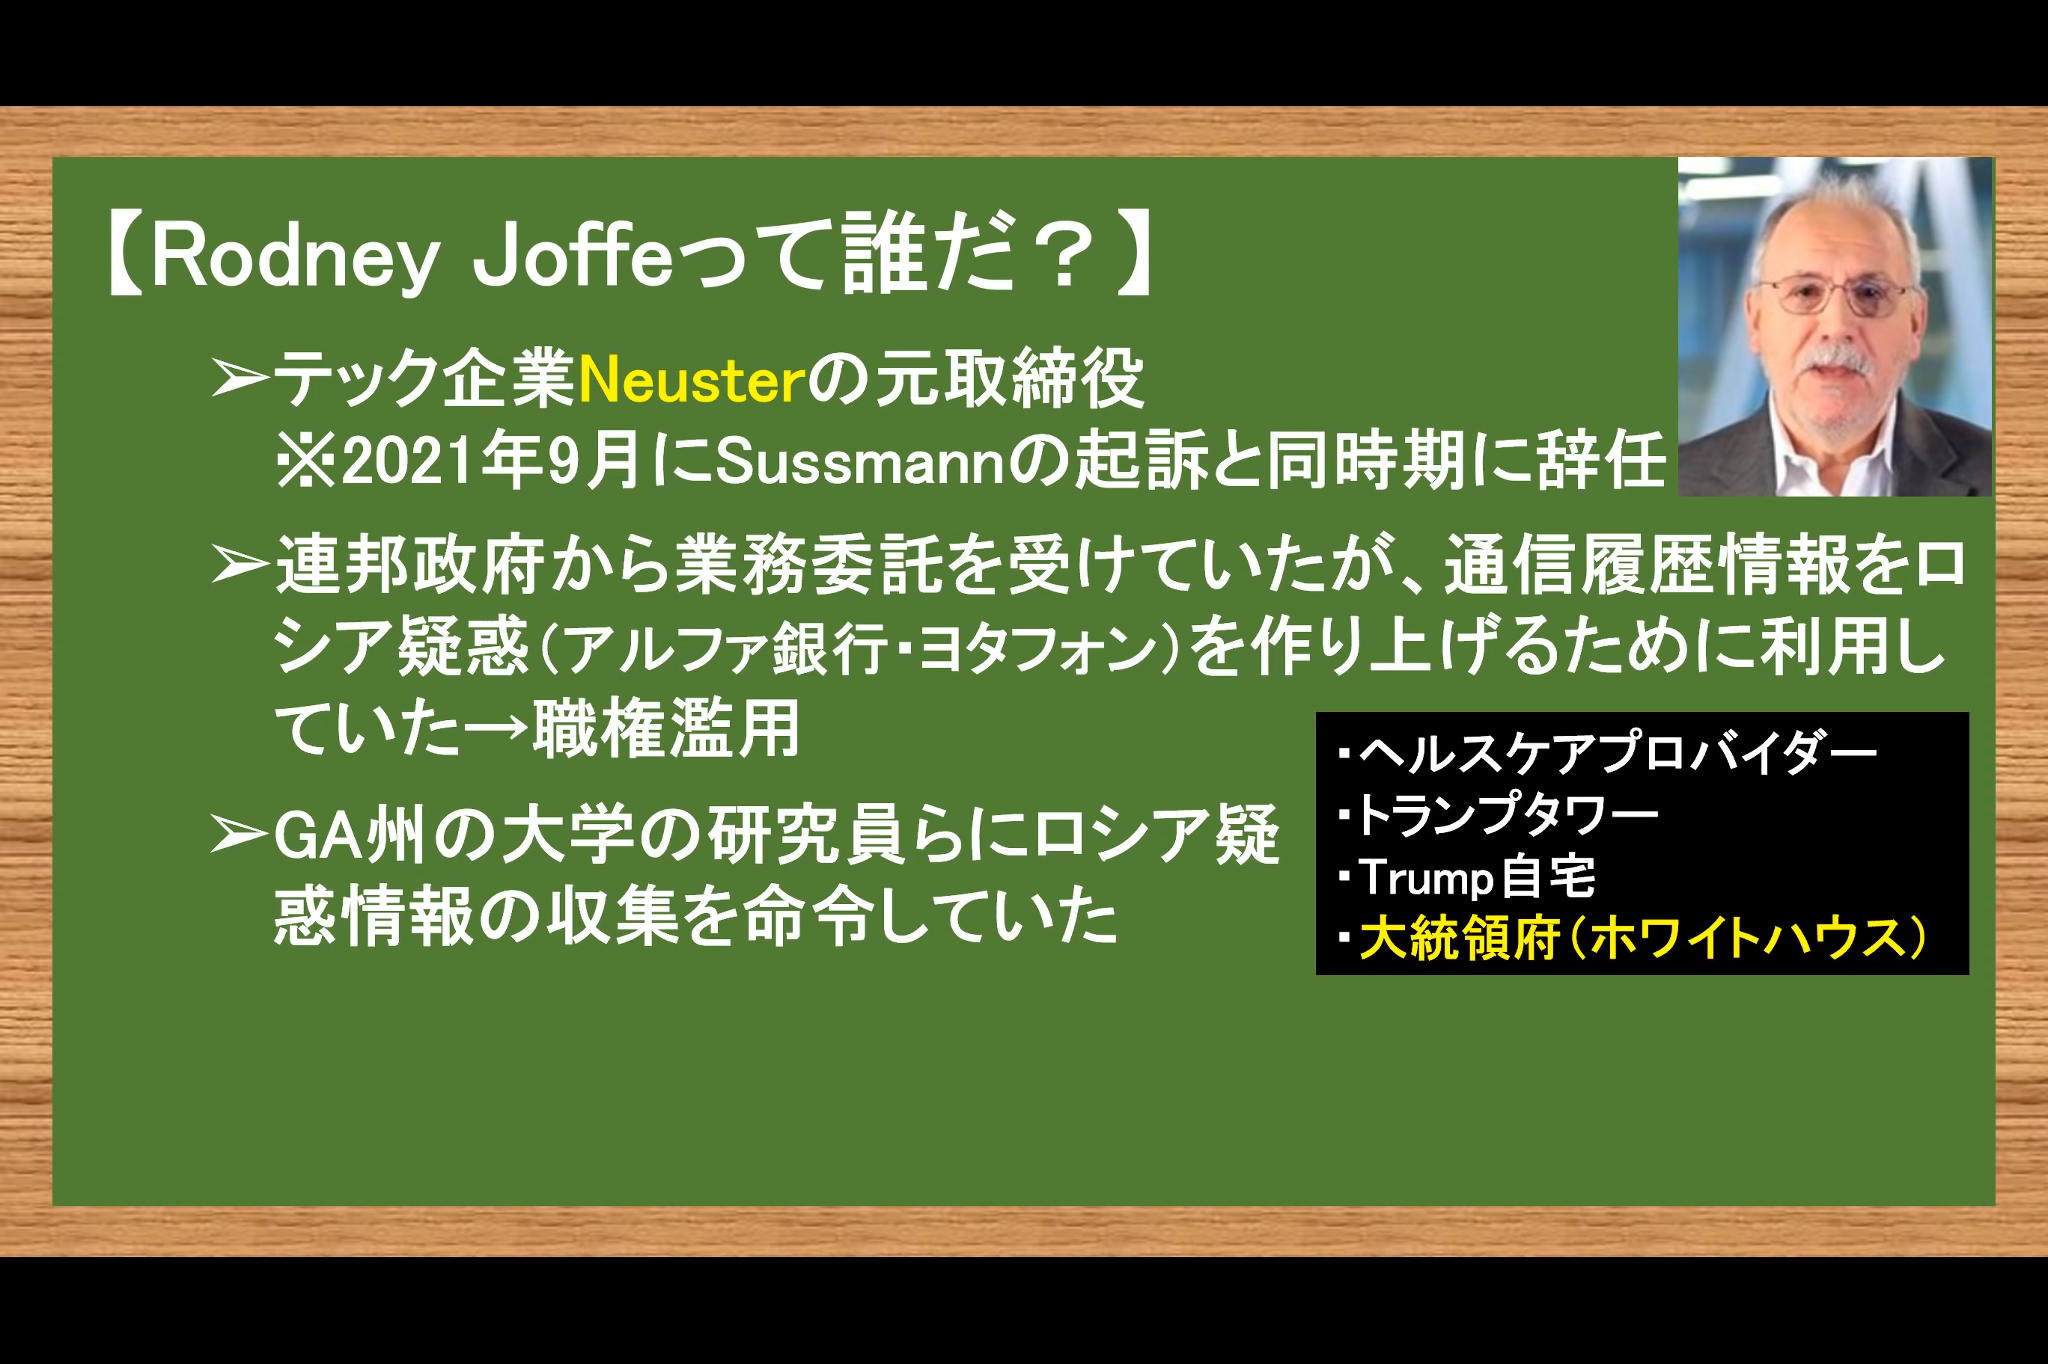 【Rodney Joffeって誰だ？】
➢テック企業Neusterの元取締役
※2021年9月にSussmannの起訴と同時期に辞任
➢連邦政府から業務委託を受けていたが、通信履歴情報をロ
シア疑惑（アルファ銀行・ヨタフォン）を作り上げるために利用し
ていた→職権濫用
➢GA州の大学の研究員らにロシア疑
惑情報の収集を命令していた
・ヘルスケアプロバイダー
・トランプタワー
・Trump自宅
・大統領府（ホワイトハウス）